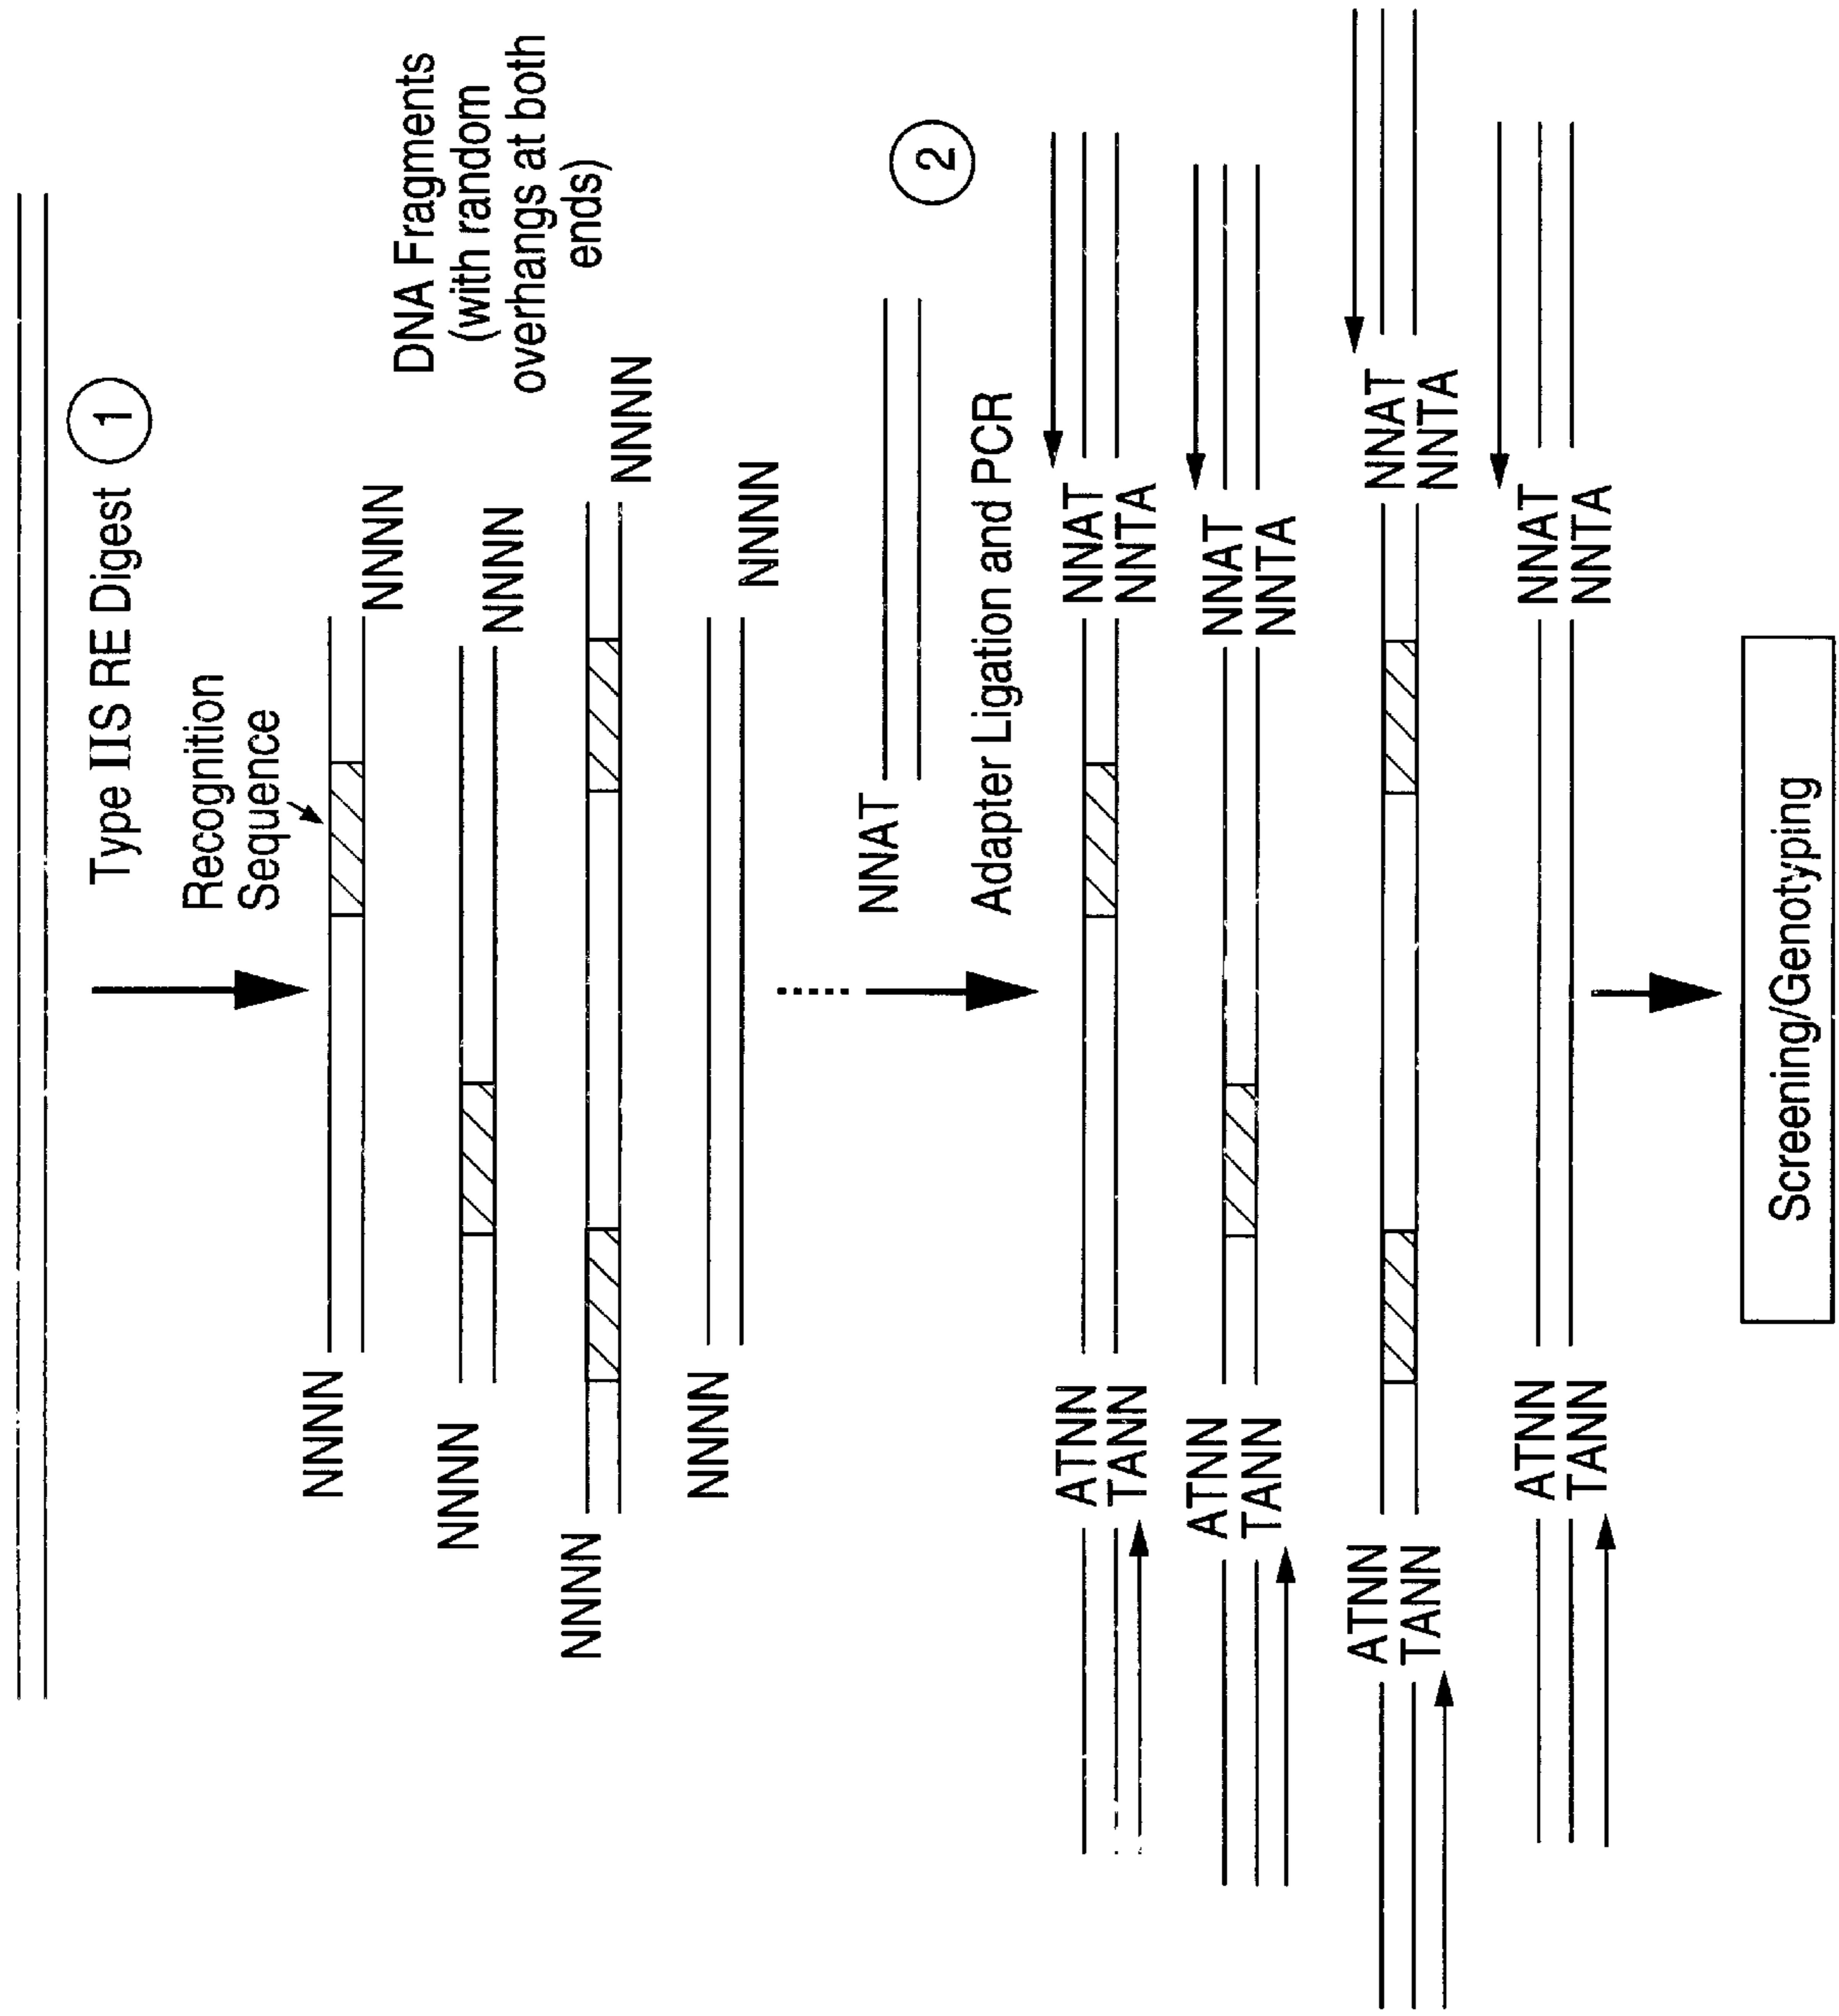 Type IIS RE Digest 1
Recognition
Sequence
NNNN
NNNN
DNA Fragments
(with random
overhangs at both
ends)
NNNN
NNNN
NNNN
NNNN
NNNN
NNNN
NNAT
2
Adapter Ligation and PCR
ATNN NNAT
TANN NNTA
ATNN NNAT
TANN NNTA
ATNN NNAT
TANN NNTA
ATNN NNAT
TANN NNTA
Screening/Genotyping